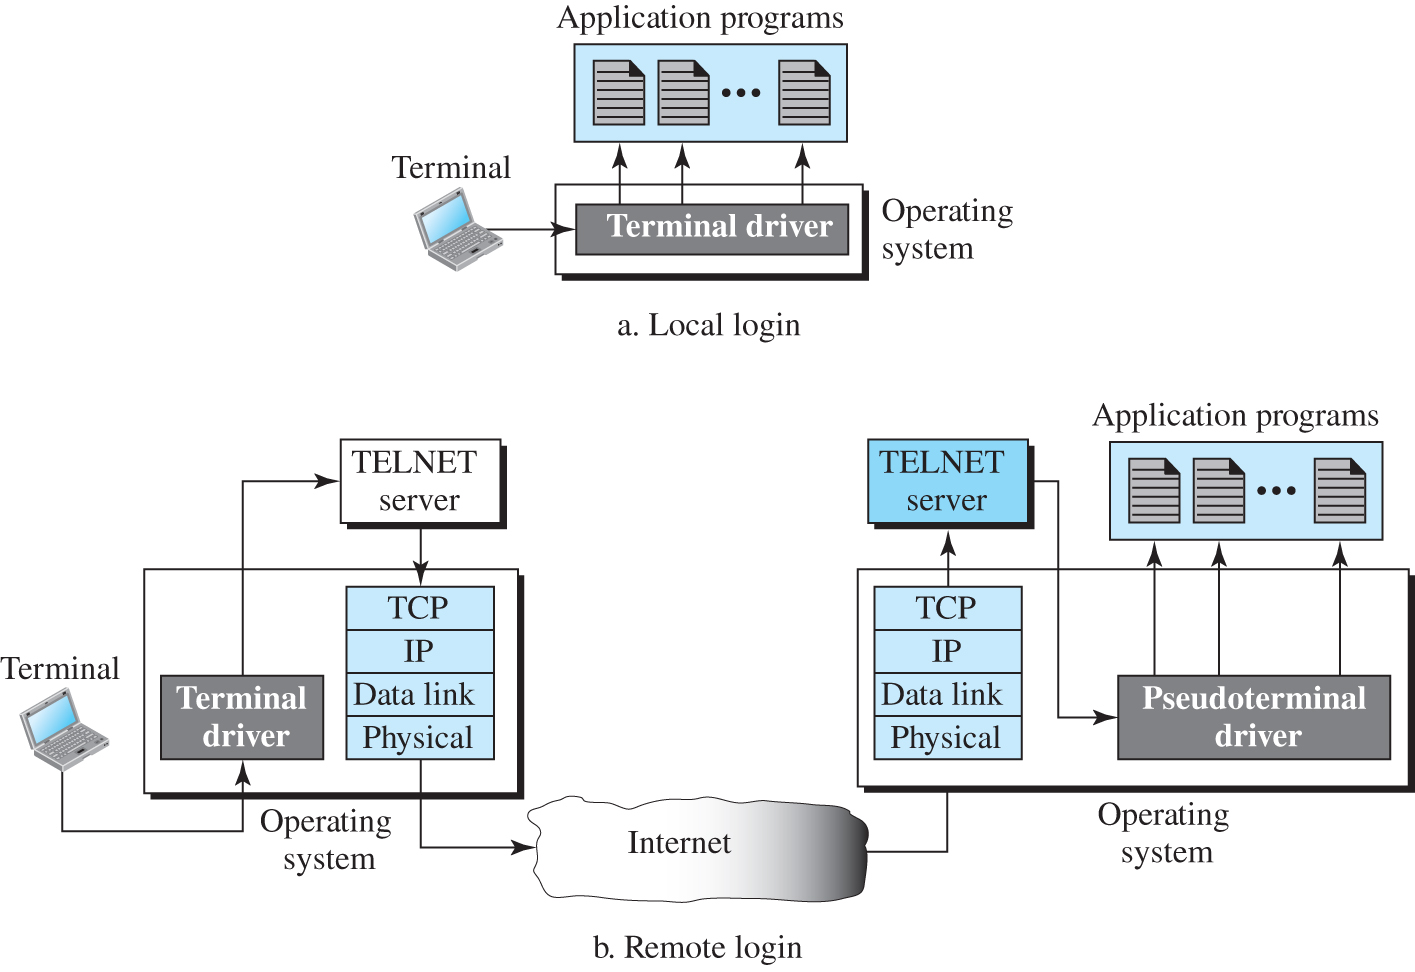 Application programs
Terminal
Terminal driver
Operating
system
a. Local login
Application programs
TELNET
server
TELNET
server
TCP
IP
Data link
Physical
TCP
IP
Data link
Physical
Terminal
Terminal
driver
Pseudoterminal
driver
Operating
system
Internet
Operating
system
b. Remote login